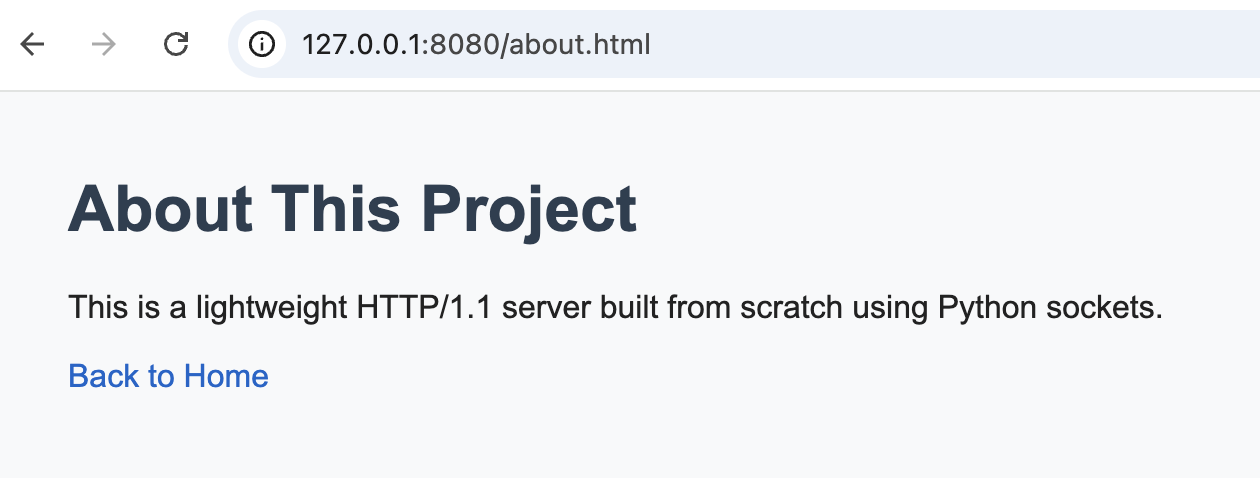 127.0.0.1:8080/about.html
About This Project
This is a lightweight HTTP/1.1 server built from scratch using Python sockets.
Back to Home